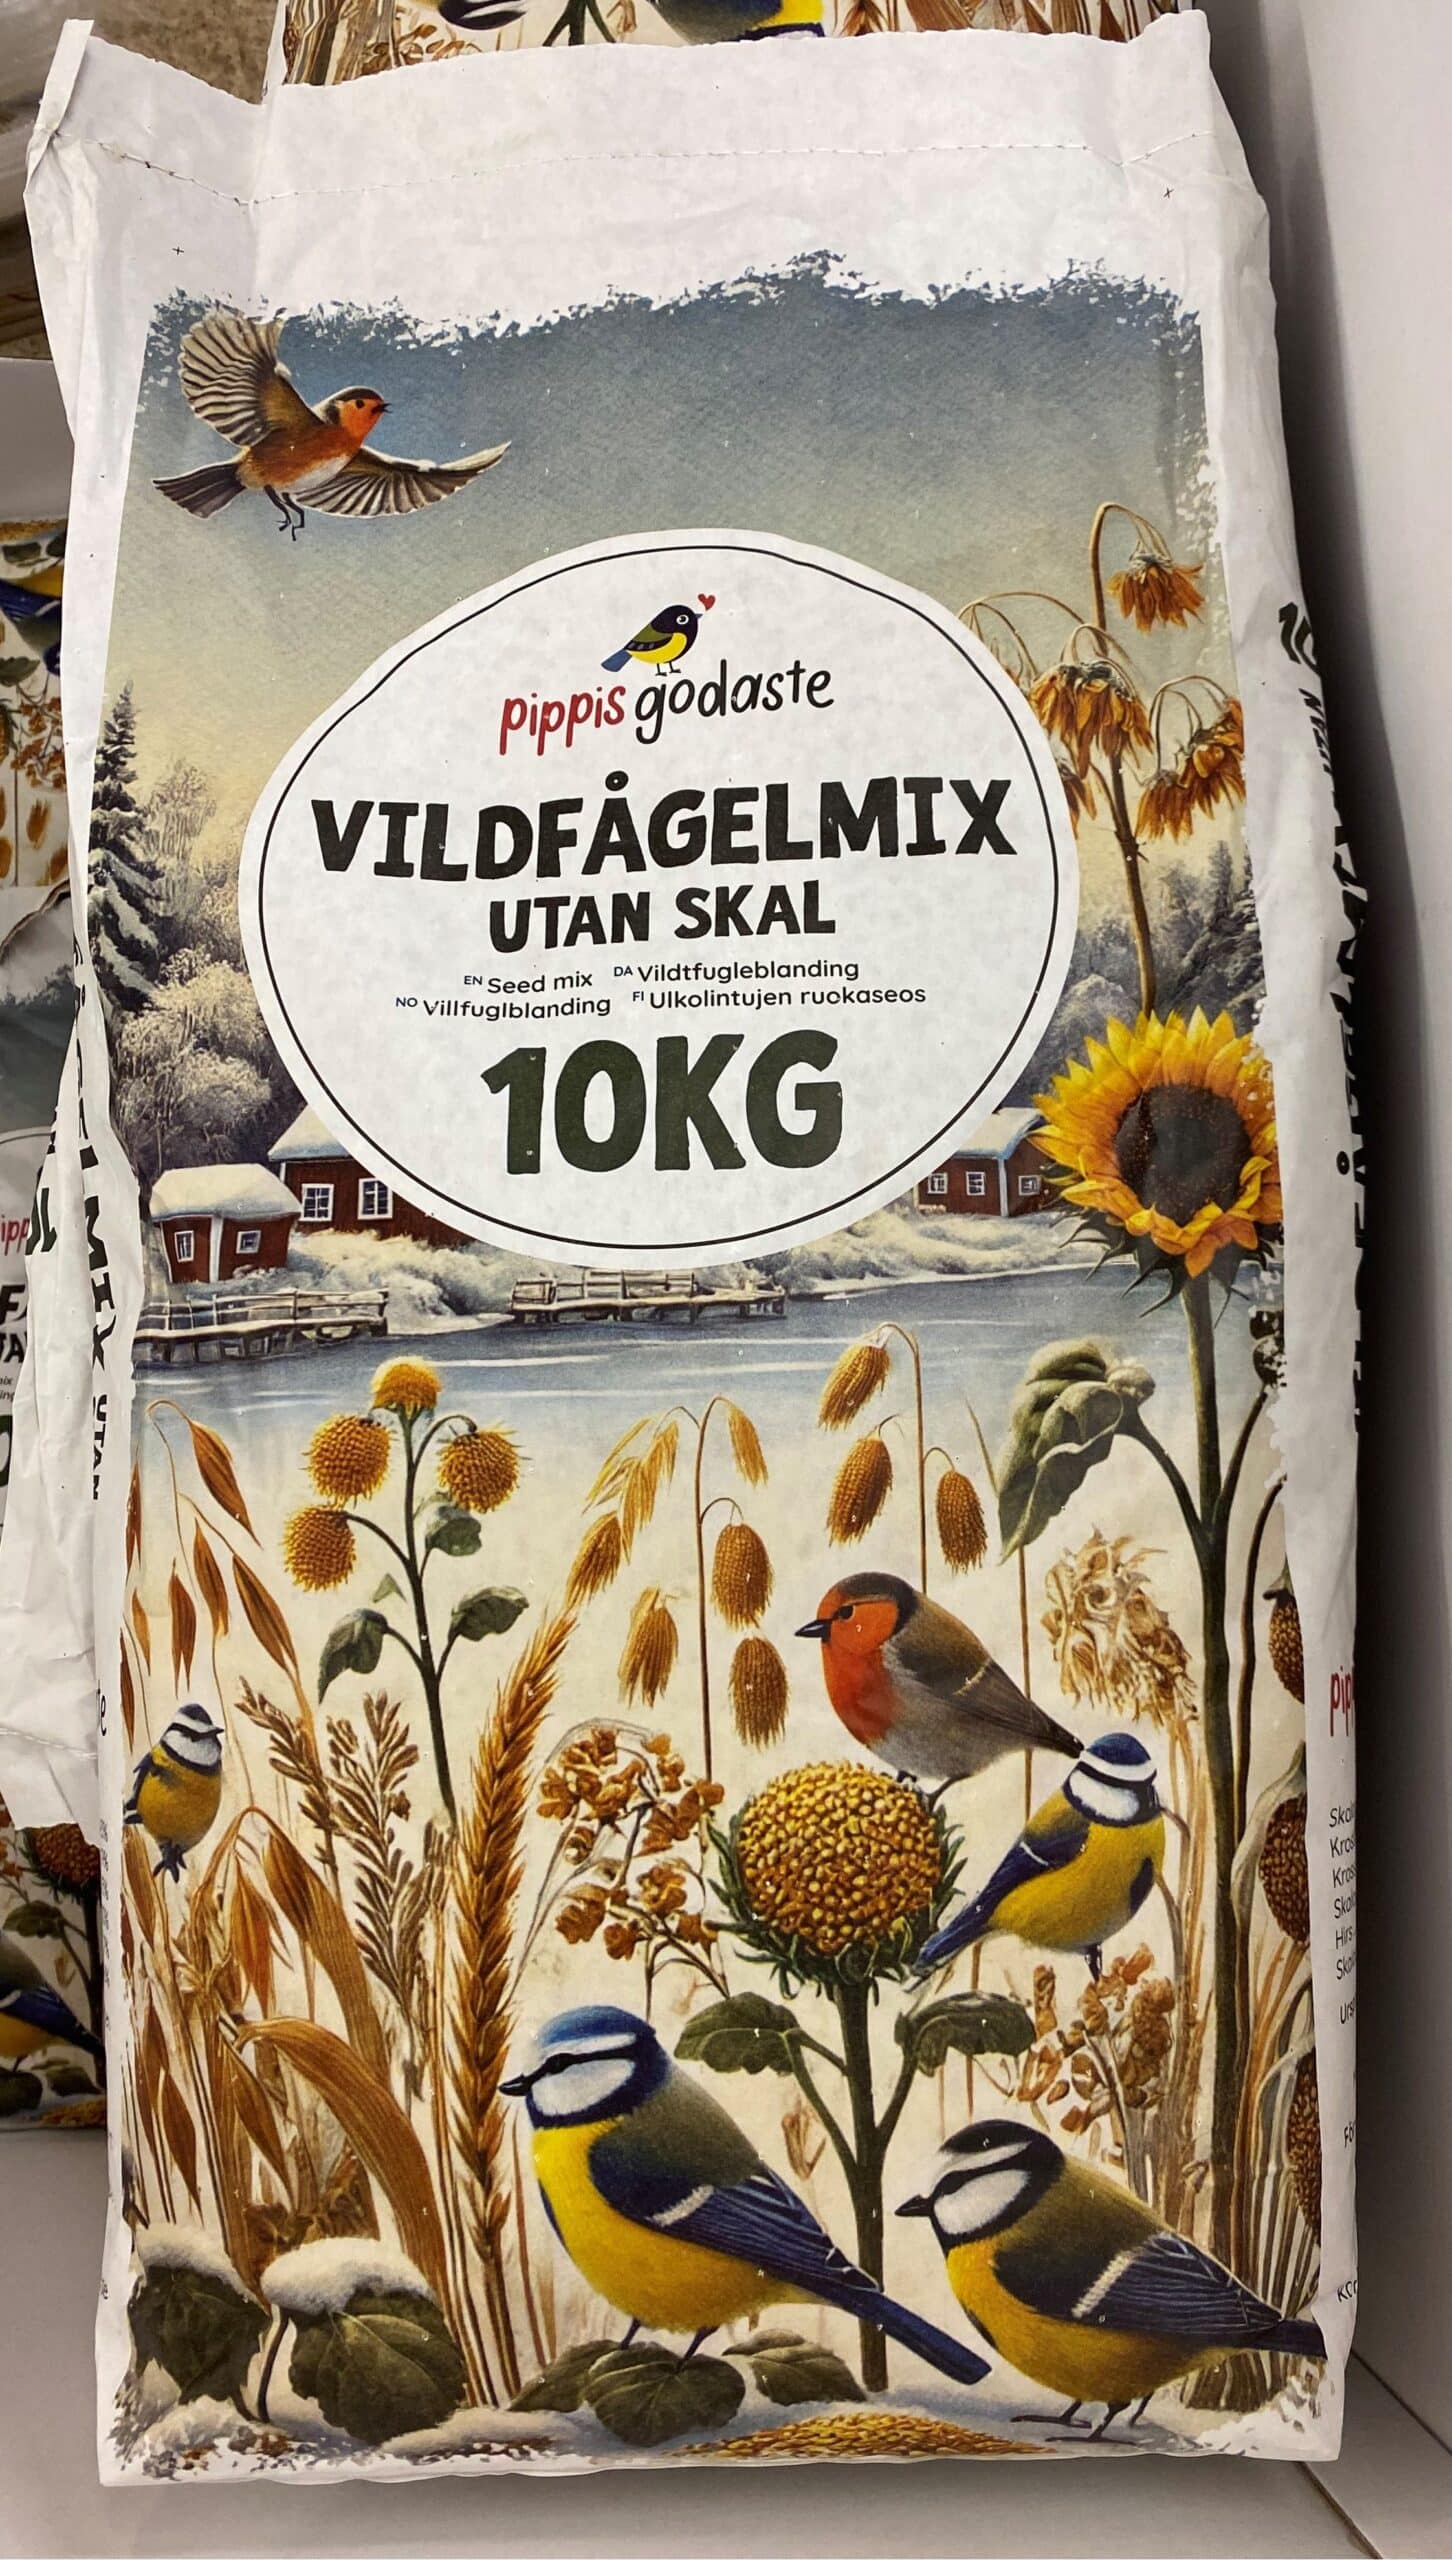 pippis godaste
VILDFÅGELMIX
UTAN SKAL
EN Seed mix DA Vildtfugleblanding
NO Villfuglblanding FI Ulkolintujen ruokaseos
10KG